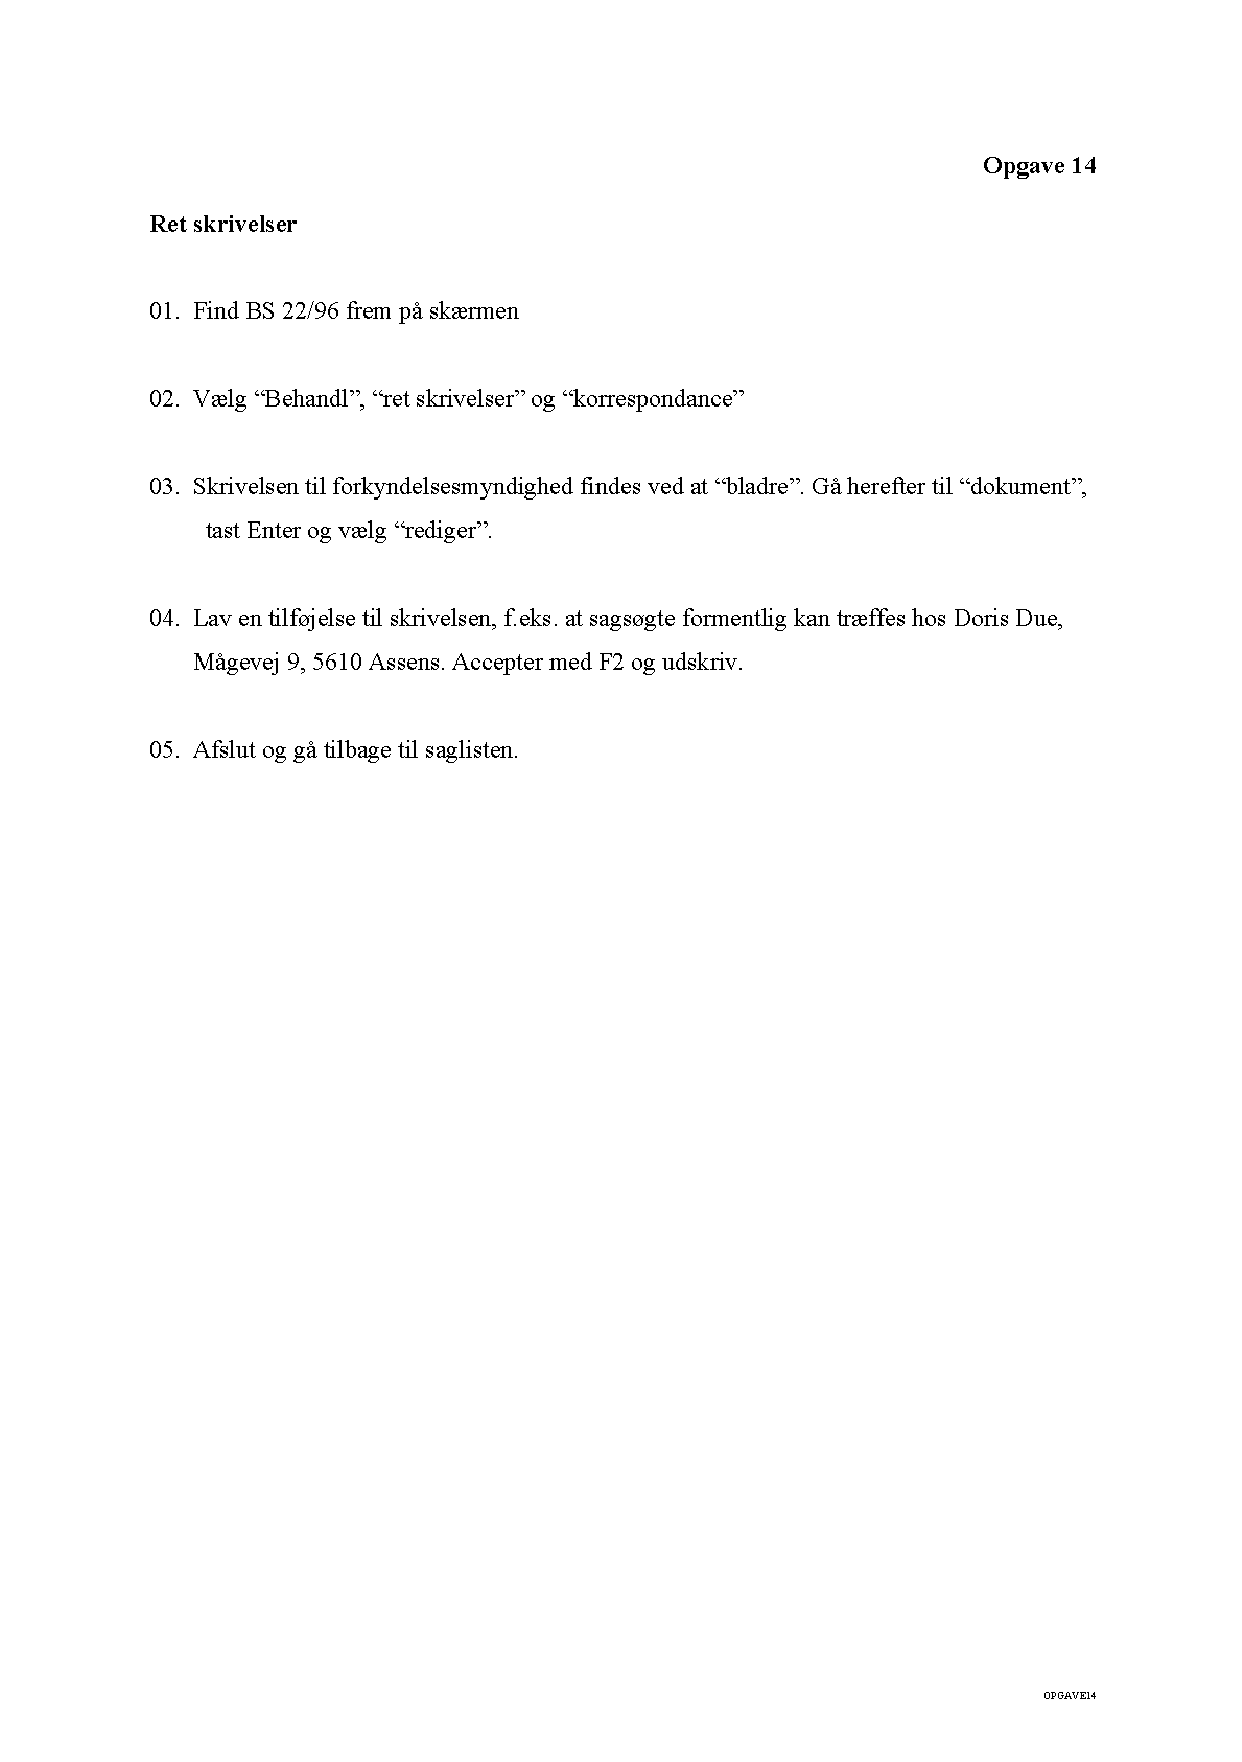 Opgave 14
Ret skrivelser
01. Find BS 22/96 frem på skærmen
02. Vælg “Behandl”, “ret skrivelser” og “korrespondance”
03. Skrivelsen til forkyndelsesmyndighed findes ved at “bladre”. Gå herefter til “dokument”,
tast Enter og vælg “rediger”.
04. Lav en tilføjelse til skrivelsen, f.eks. at sagsøgte formentlig kan træffes hos Doris Due,
Mågevej 9, 5610 Assens. Accepter med F2 og udskriv.
05. Afslut og gå tilbage til saglisten.
OPGAVE14